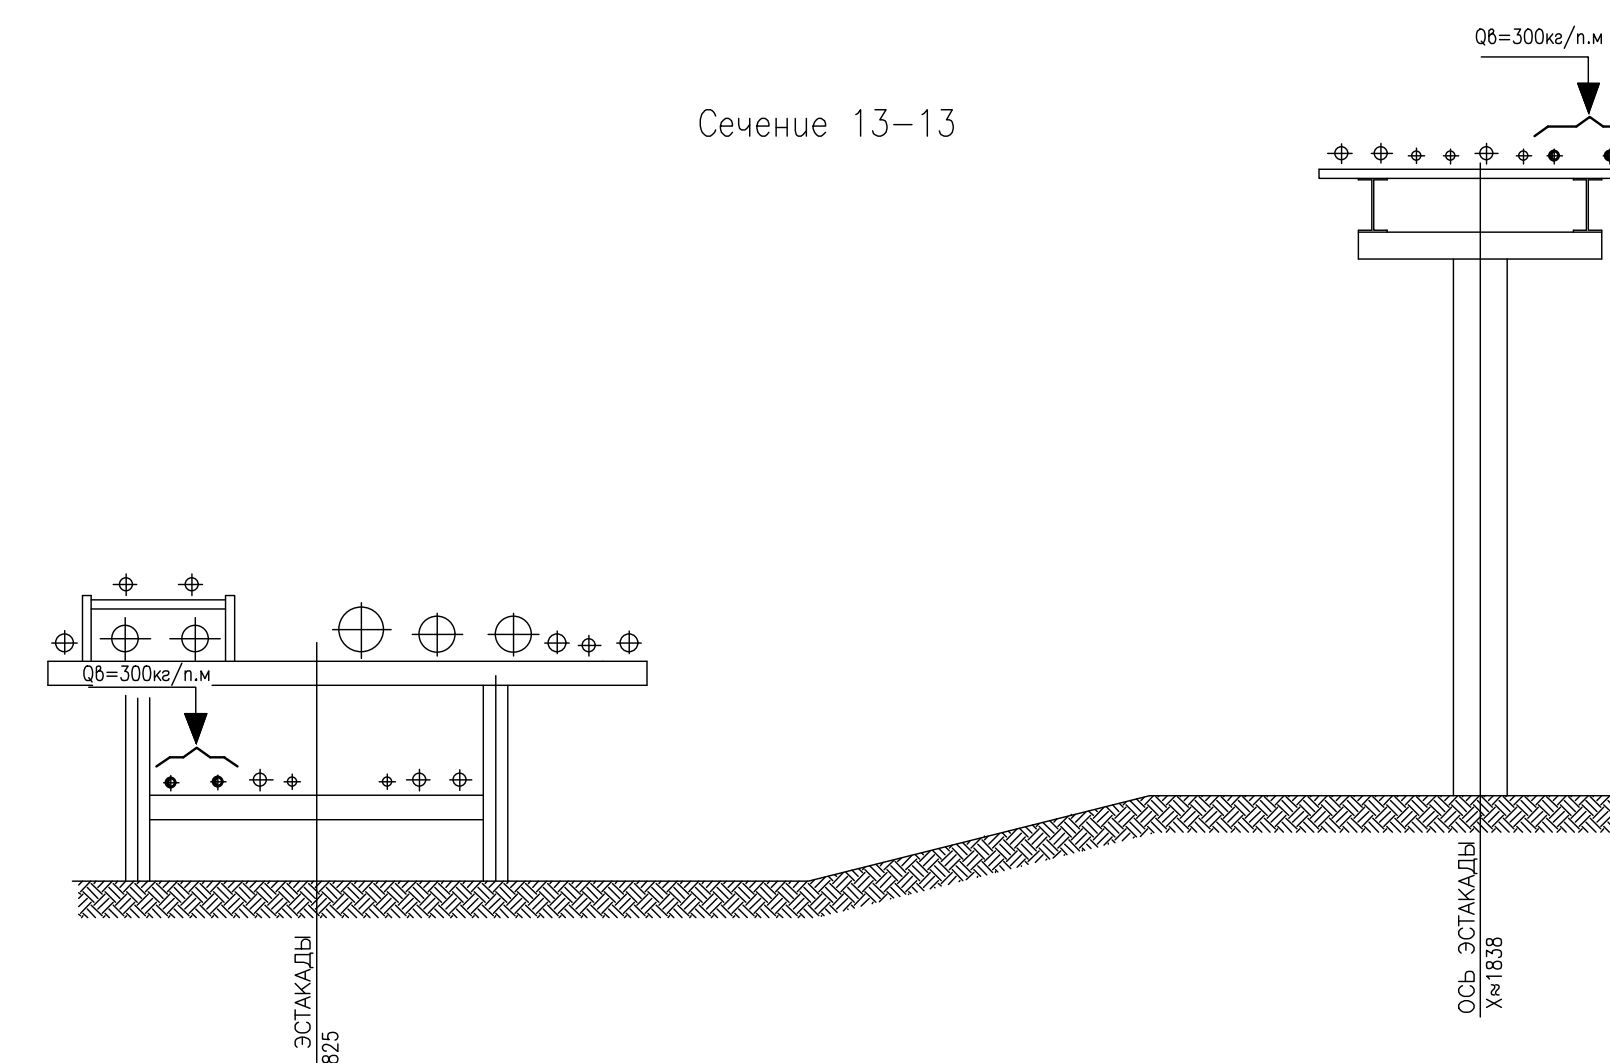 Qв=300кг/п.м
Сечение 13-13
Qв=300кг/п.м
ЭСТАКАДЫ
825
ОСЬ ЭСТАКАДЫ
X≈1838